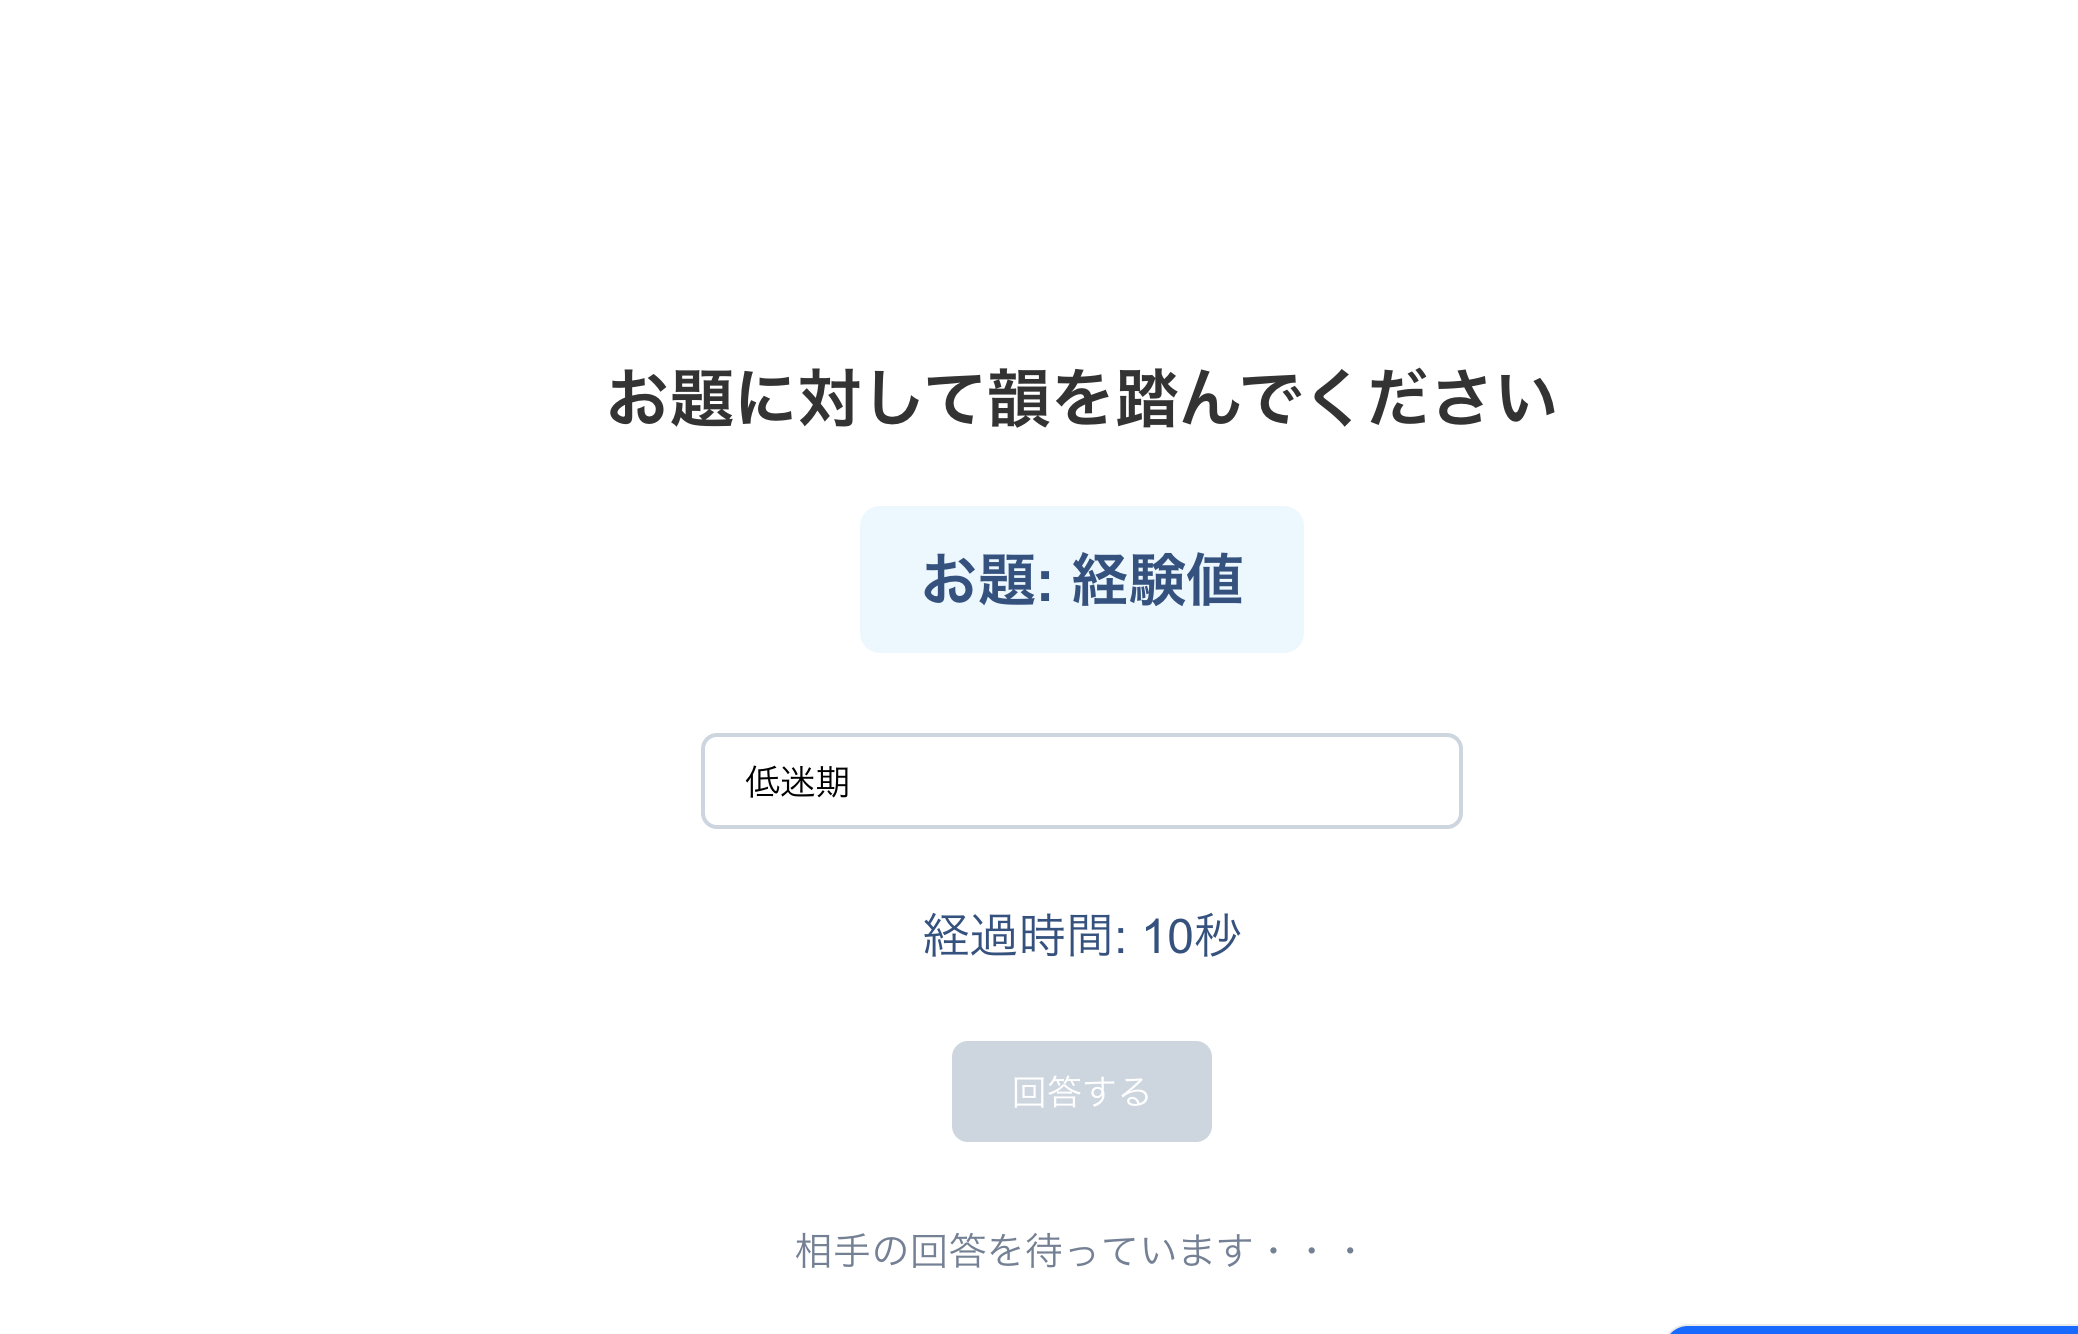 お題に対して韻を踏んでください
お題: 経験値
低迷期
経過時間: 10秒
回答する
相手の回答を待っています・・・